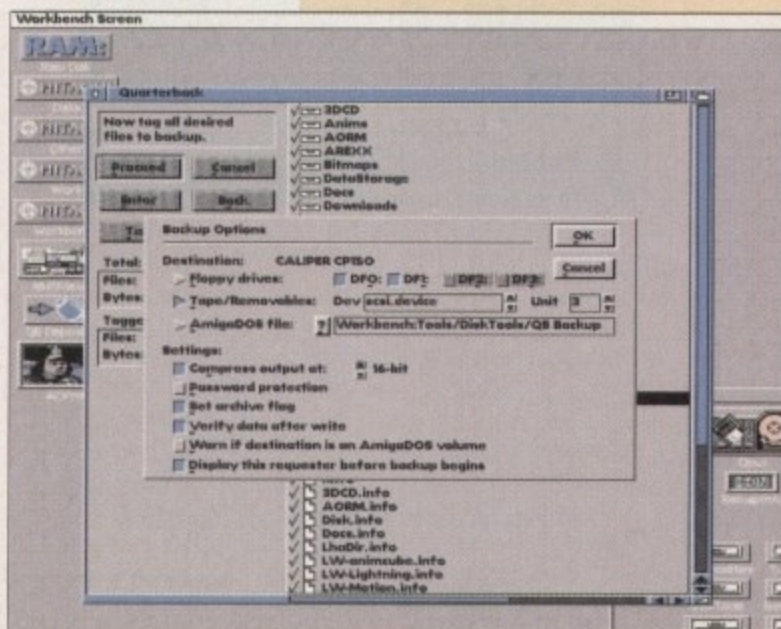 Workbench Screen
RAM:
Quarterback
Now tag all desired
files to backup.
Proceed Cancel
Enter Back
3DCD
Anime
AORM
AREXX
Bitmaps
DataStorage
Docs
Downloads
Total:
Files:
Bytes:
Tagge
Files:
Bytes:
Backup Options
OK
Cancel
Destination: CALIPER CP150
Floppy drives: DF0: DF1: DF2: DF3:
Tape/Removables: Dev scsi.device Unit 3
AmigaDOS file: ? Workbench:Tools/DiskTools/QB Backup
Settings:
Compress output at: 16-bit
Password protection
Set archive flag
Verify data after write
Warn if destination is an AmigaDOS volume
Display this requester before backup begins
3DCD.info
AORM.info
Disk.info
Docs.info
LhaDir.info
LW-animcube.info
LW-Lightning.info
LW-Motion.info